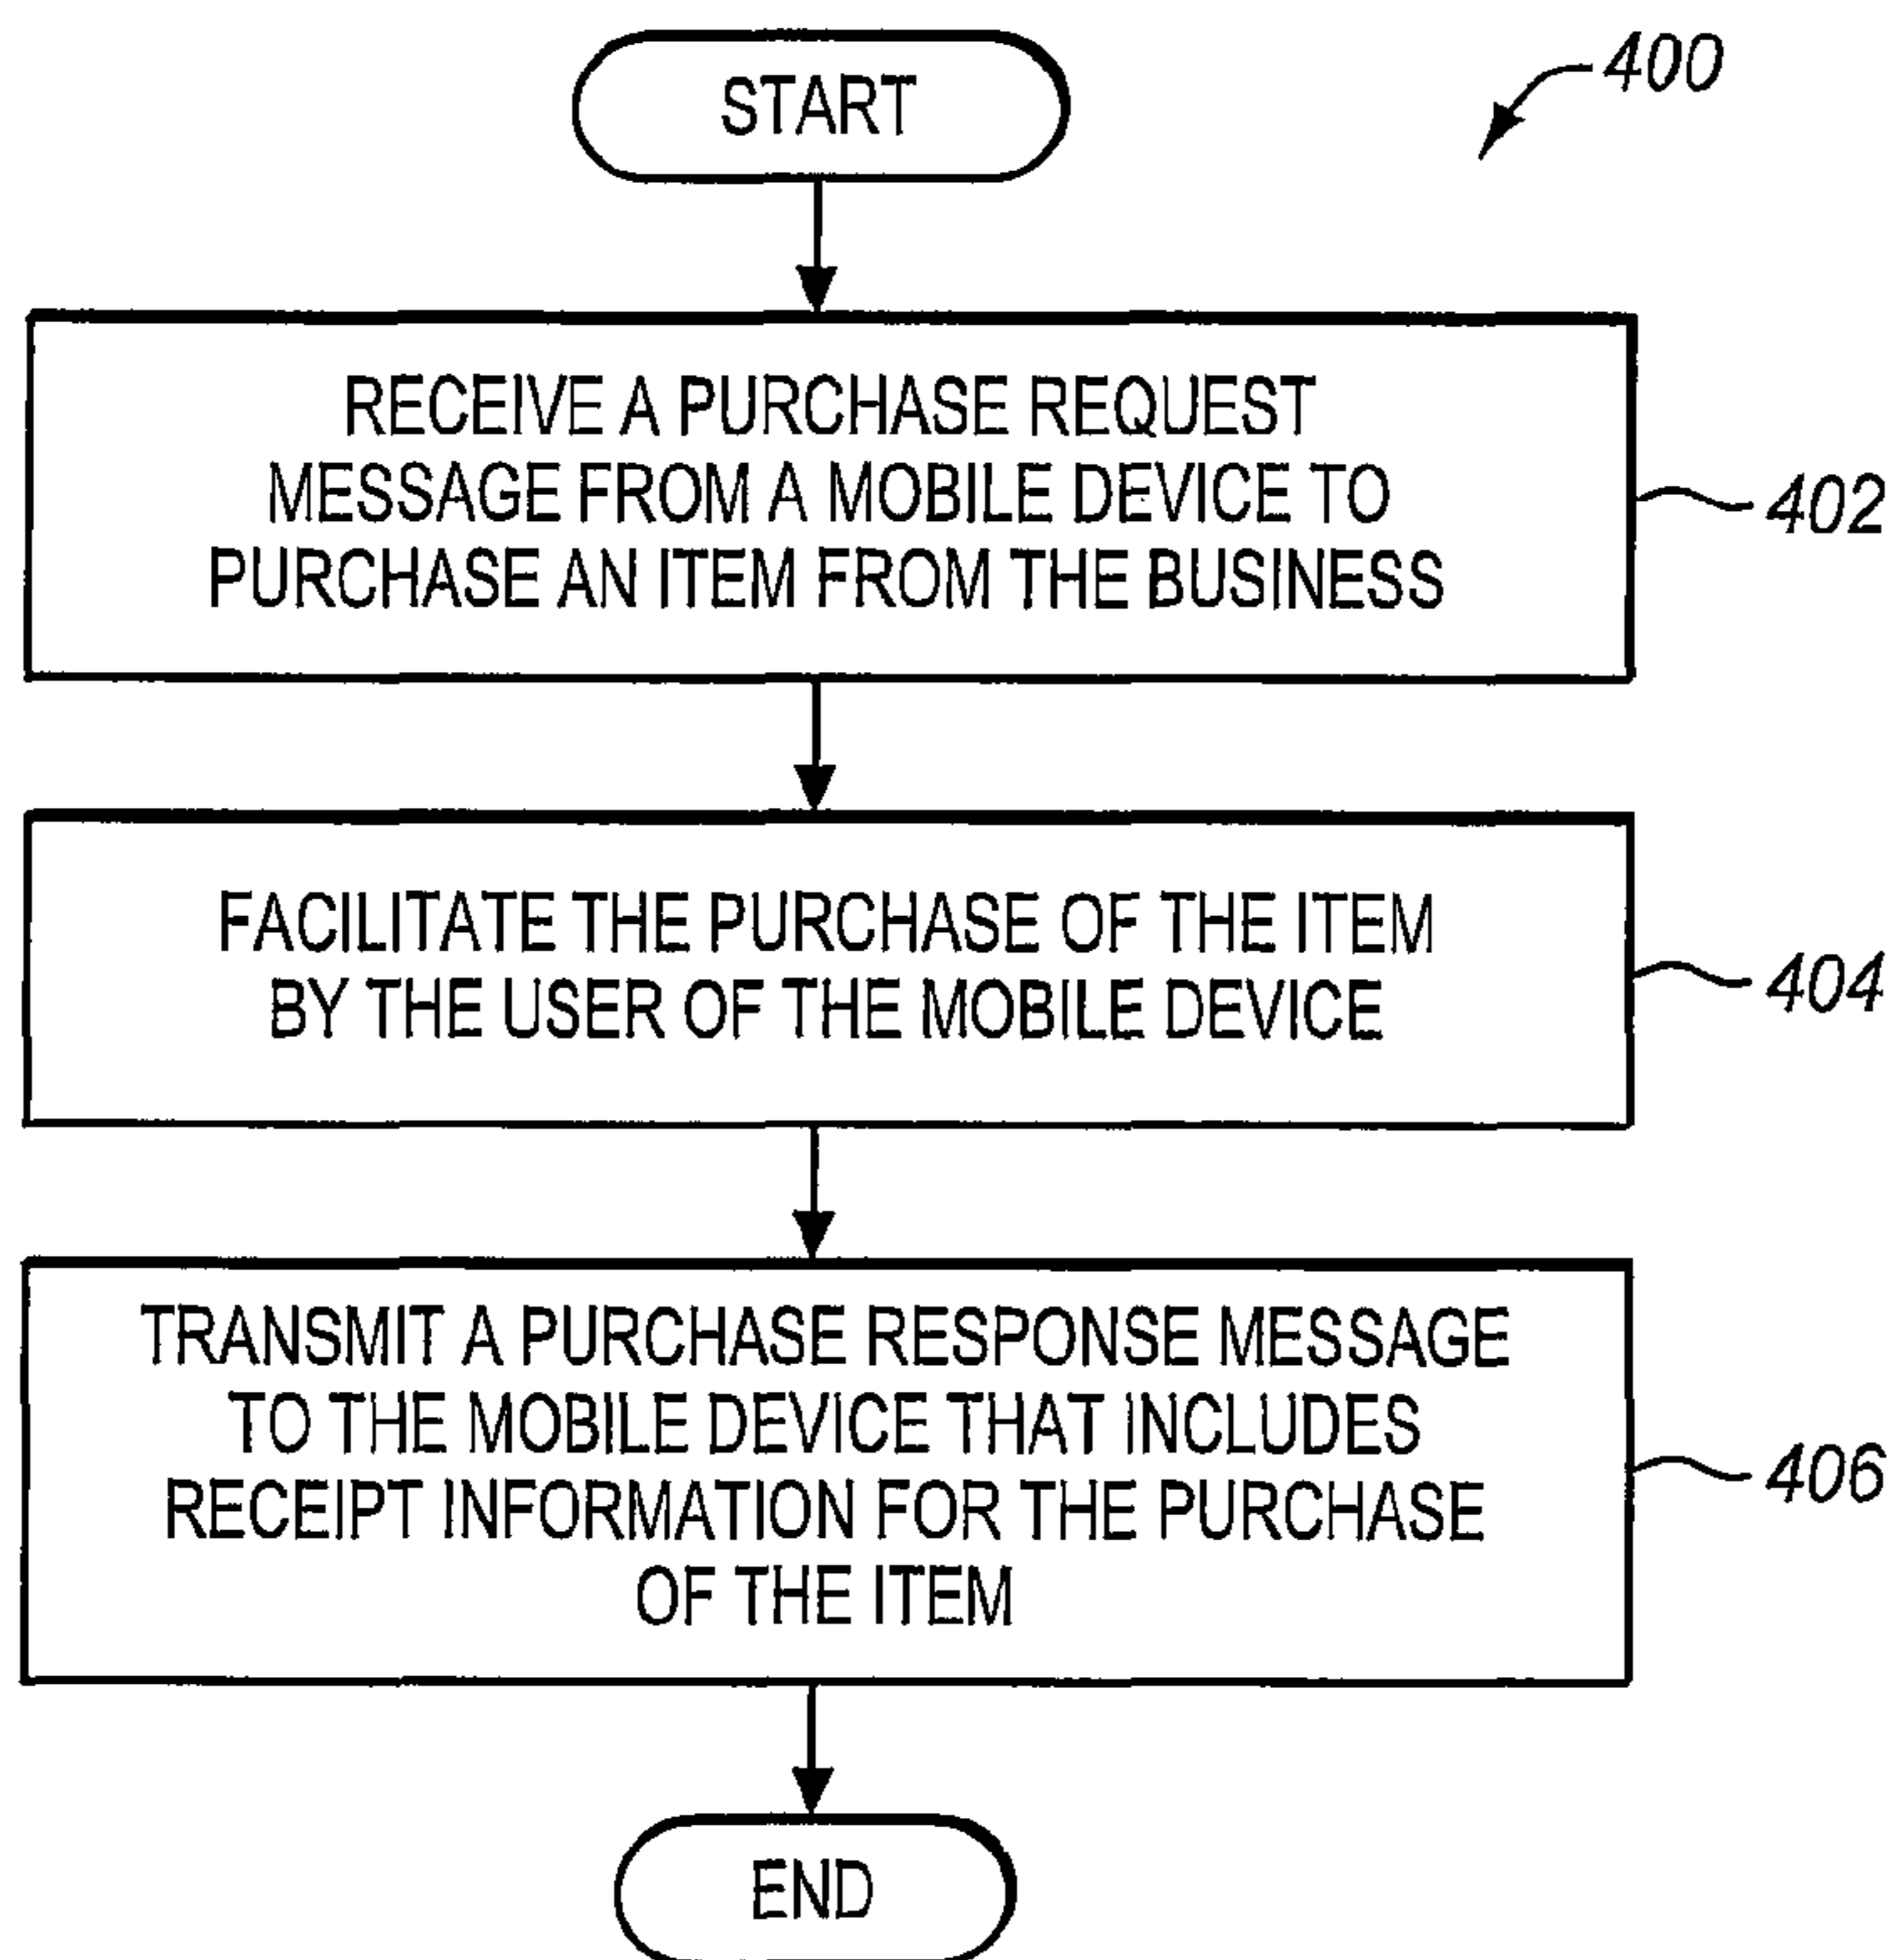 START
400
RECEIVE A PURCHASE REQUEST
MESSAGE FROM A MOBILE DEVICE TO
PURCHASE AN ITEM FROM THE BUSINESS
402
FACILITATE THE PURCHASE OF THE ITEM
BY THE USER OF THE MOBILE DEVICE
404
TRANSMIT A PURCHASE RESPONSE MESSAGE
TO THE MOBILE DEVICE THAT INCLUDES
RECEIPT INFORMATION FOR THE PURCHASE
OF THE ITEM
406
END